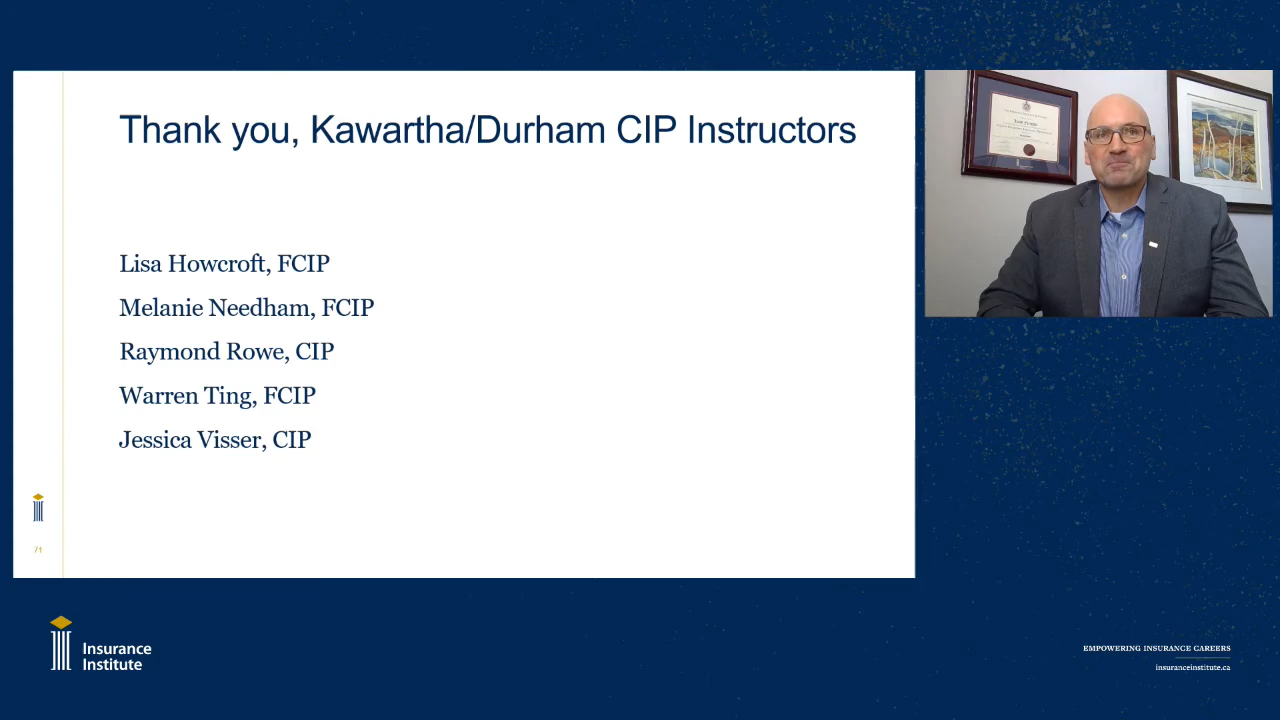 Thank you, Kawartha/Durham CIP Instructors
Lisa Howcroft, FCIP
Melanie Needham, FCIP
Raymond Rowe, CIP
Warren Ting, FCIP
Jessica Visser, CIP
71
Insurance
Institute
EMPOWERING INSURANCE CAREERS
insuranceinstitute.ca